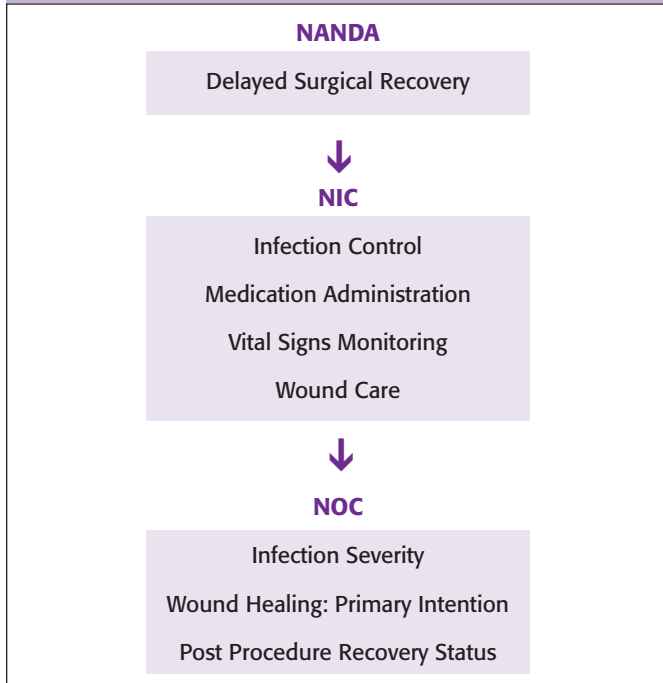 NANDA
Delayed Surgical Recovery
NIC
Infection Control
Medication Administration
Vital Signs Monitoring
Wound Care
NOC
Infection Severity
Wound Healing: Primary Intention
Post Procedure Recovery Status